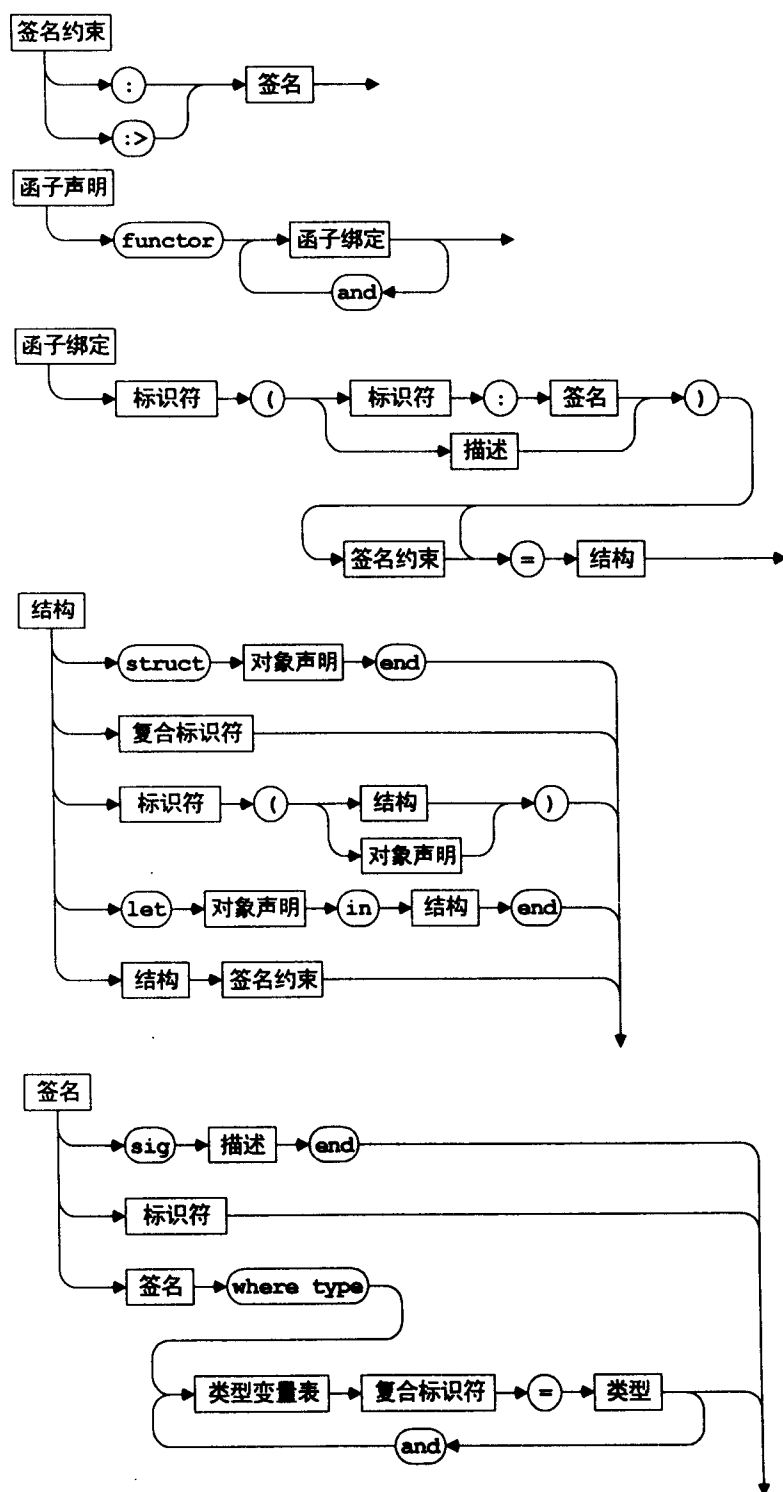 签名约束
: 签名
:>
函子声明
functor 函子绑定
and
函子绑定
标识符 ( 标识符 : 签名 )
描述
签名约束 = 结构
结构
struct 对象声明 end
复合标识符
标识符 ( 结构 )
对象声明
let 对象声明 in 结构 end
结构 签名约束
签名
sig 描述 end
标识符
签名 where type
类型变量表 复合标识符 = 类型
and